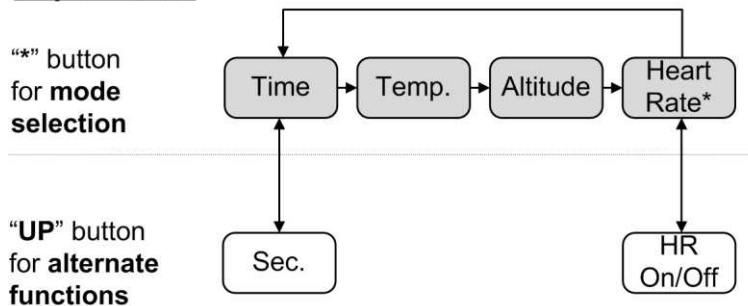 “*” button
for mode
selection
Time
Temp.
Altitude
Heart
Rate*
“UP” button
for alternate
functions
Sec.
HR
On/Off